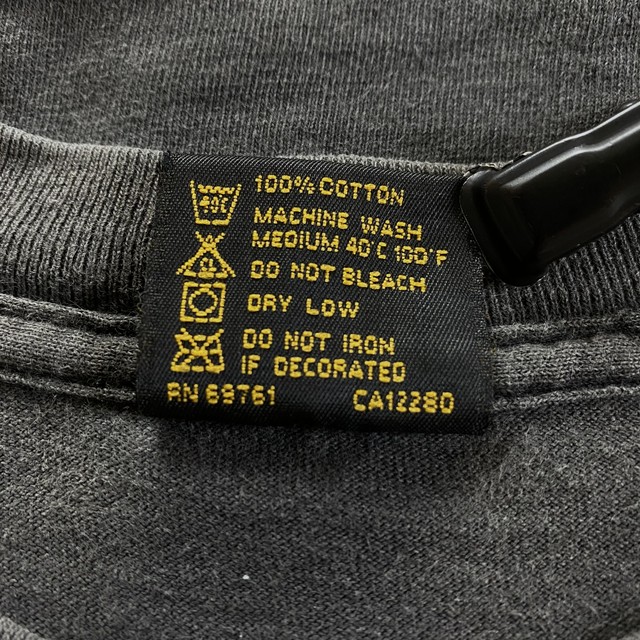 100% COTTON
40°C
MACHINE WASH
MEDIUM 40°C 100°F
DO NOT BLEACH
DRY LOW
DO NOT IRON
IF DECORATED
RN 69761 CA12280